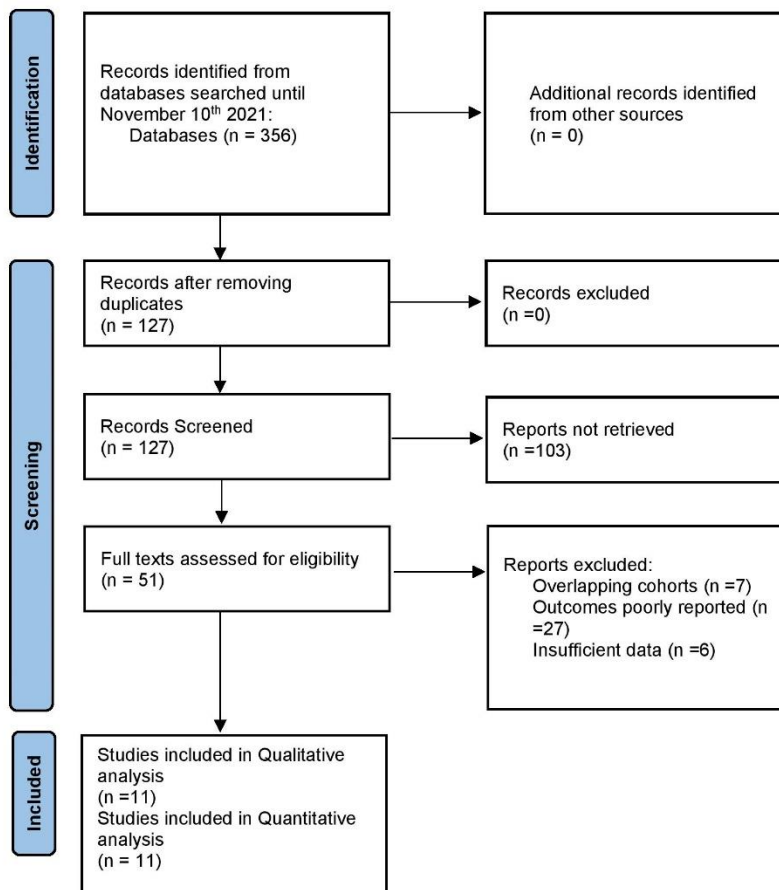 Identification
Records identified from
databases searched until
November 10th 2021:
Databases (n = 356)
Additional records identified
from other sources
(n = 0)
Screening
Records after removing
duplicates
(n = 127)
Records excluded
(n =0)
Records Screened
(n = 127)
Reports not retrieved
(n =103)
Full texts assessed for eligibility
(n = 51)
Reports excluded:
Overlapping cohorts (n =7)
Outcomes poorly reported (n
=27)
Insufficient data (n =6)
Included
Studies included in Qualitative
analysis
(n =11)
Studies included in Quantitative
analysis
(n = 11)